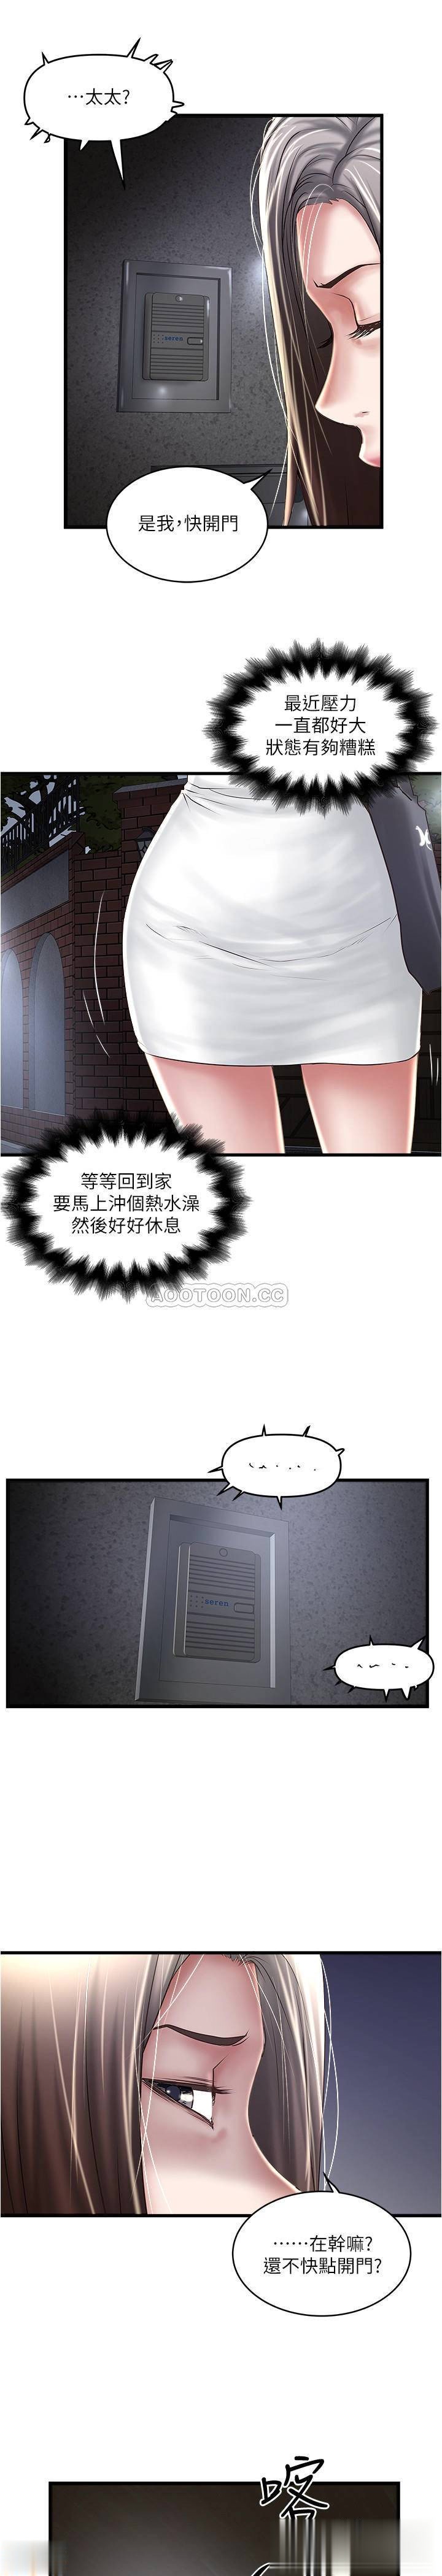 …太太?
seren
是我，快開門
最近壓力
一直都好大
狀態有夠糟糕
等等回到家
要馬上沖個熱水澡
然後好好休息
AOOTOON.CC
seren
……在幹嘛?
還不快點開門?
喀